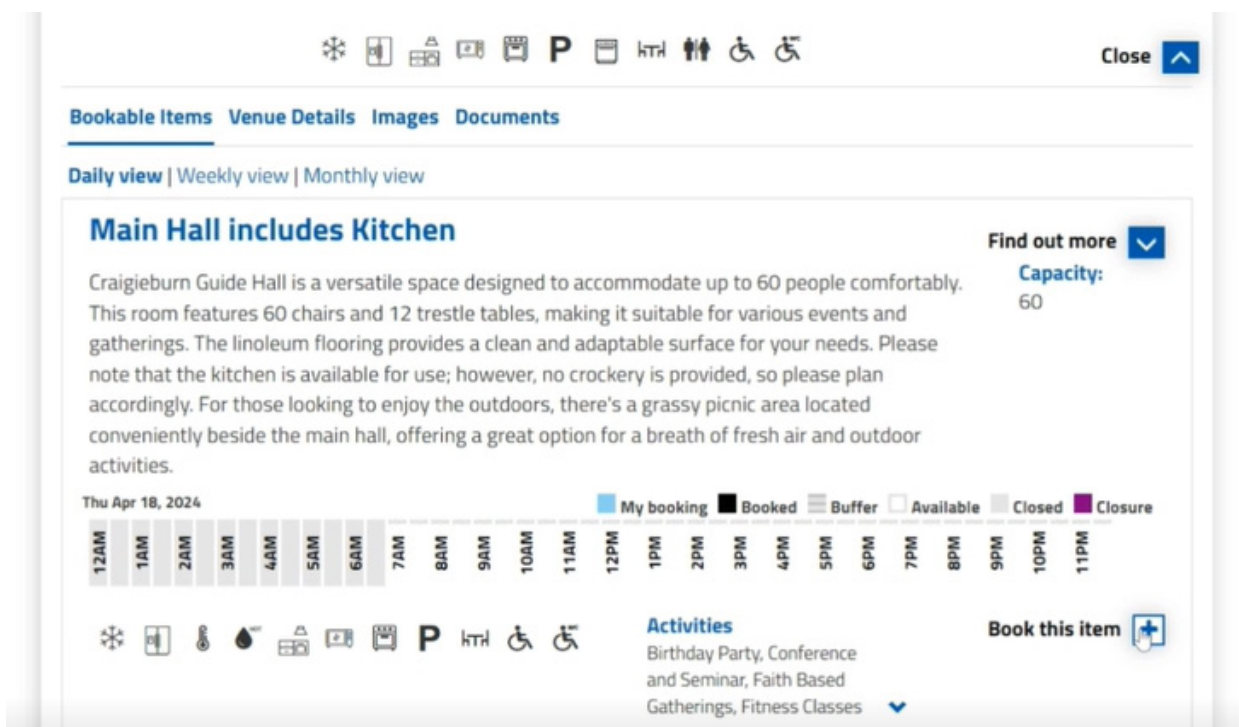 P
Close
Bookable Items Venue Details Images Documents
Daily view | Weekly view | Monthly view
Main Hall includes Kitchen
Find out more
Capacity:
60
Craigieburn Guide Hall is a versatile space designed to accommodate up to 60 people comfortably.
This room features 60 chairs and 12 trestle tables, making it suitable for various events and
gatherings. The linoleum flooring provides a clean and adaptable surface for your needs. Please
note that the kitchen is available for use; however, no crockery is provided, so please plan
accordingly. For those looking to enjoy the outdoors, there's a grassy picnic area located
conveniently beside the main hall, offering a great option for a breath of fresh air and outdoor
activities.
Thu Apr 18, 2024
My booking Booked Buffer Available Closed Closure
12AM 1AM 2AM 3AM 4AM 5AM 6AM 7AM 8AM 9AM 10AM 11AM 12PM 1PM 2PM 3PM 4PM 5PM 6PM 7PM 8PM 9PM 10PM 11PM
P
Activities
Birthday Party, Conference
and Seminar, Faith Based
Gatherings, Fitness Classes
Book this item